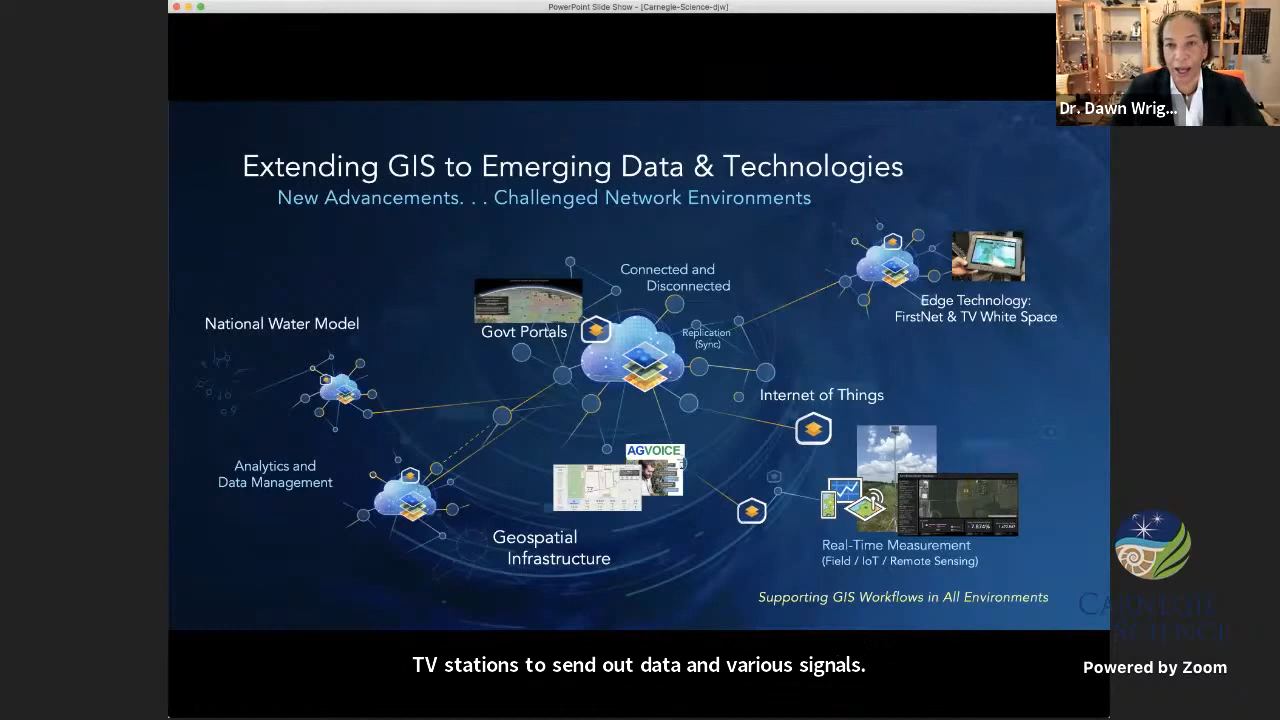 PowerPoint Slide Show - [Carnegie-Science-djw]
Dr. Dawn Wrig...
Extending GIS to Emerging Data & Technologies
New Advancements. . . Challenged Network Environments
Connected and
Disconnected
Edge Technology:
FirstNet & TV White Space
National Water Model
Govt Portals
Replication
(Sync)
Internet of Things
AGVOICE
Analytics and
Data Management
Geospatial
Infrastructure
Real-Time Measurement
(Field / IoT / Remote Sensing)
Supporting GIS Workflows in All Environments
CARNEGIE
SCIENCE
TV stations to send out data and various signals.
Powered by Zoom